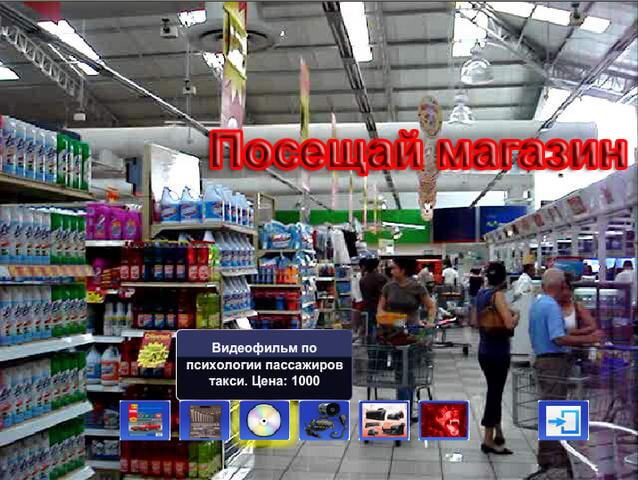 Посещай магазин
Видеофильм по
психологии пассажиров
такси. Цена: 1000